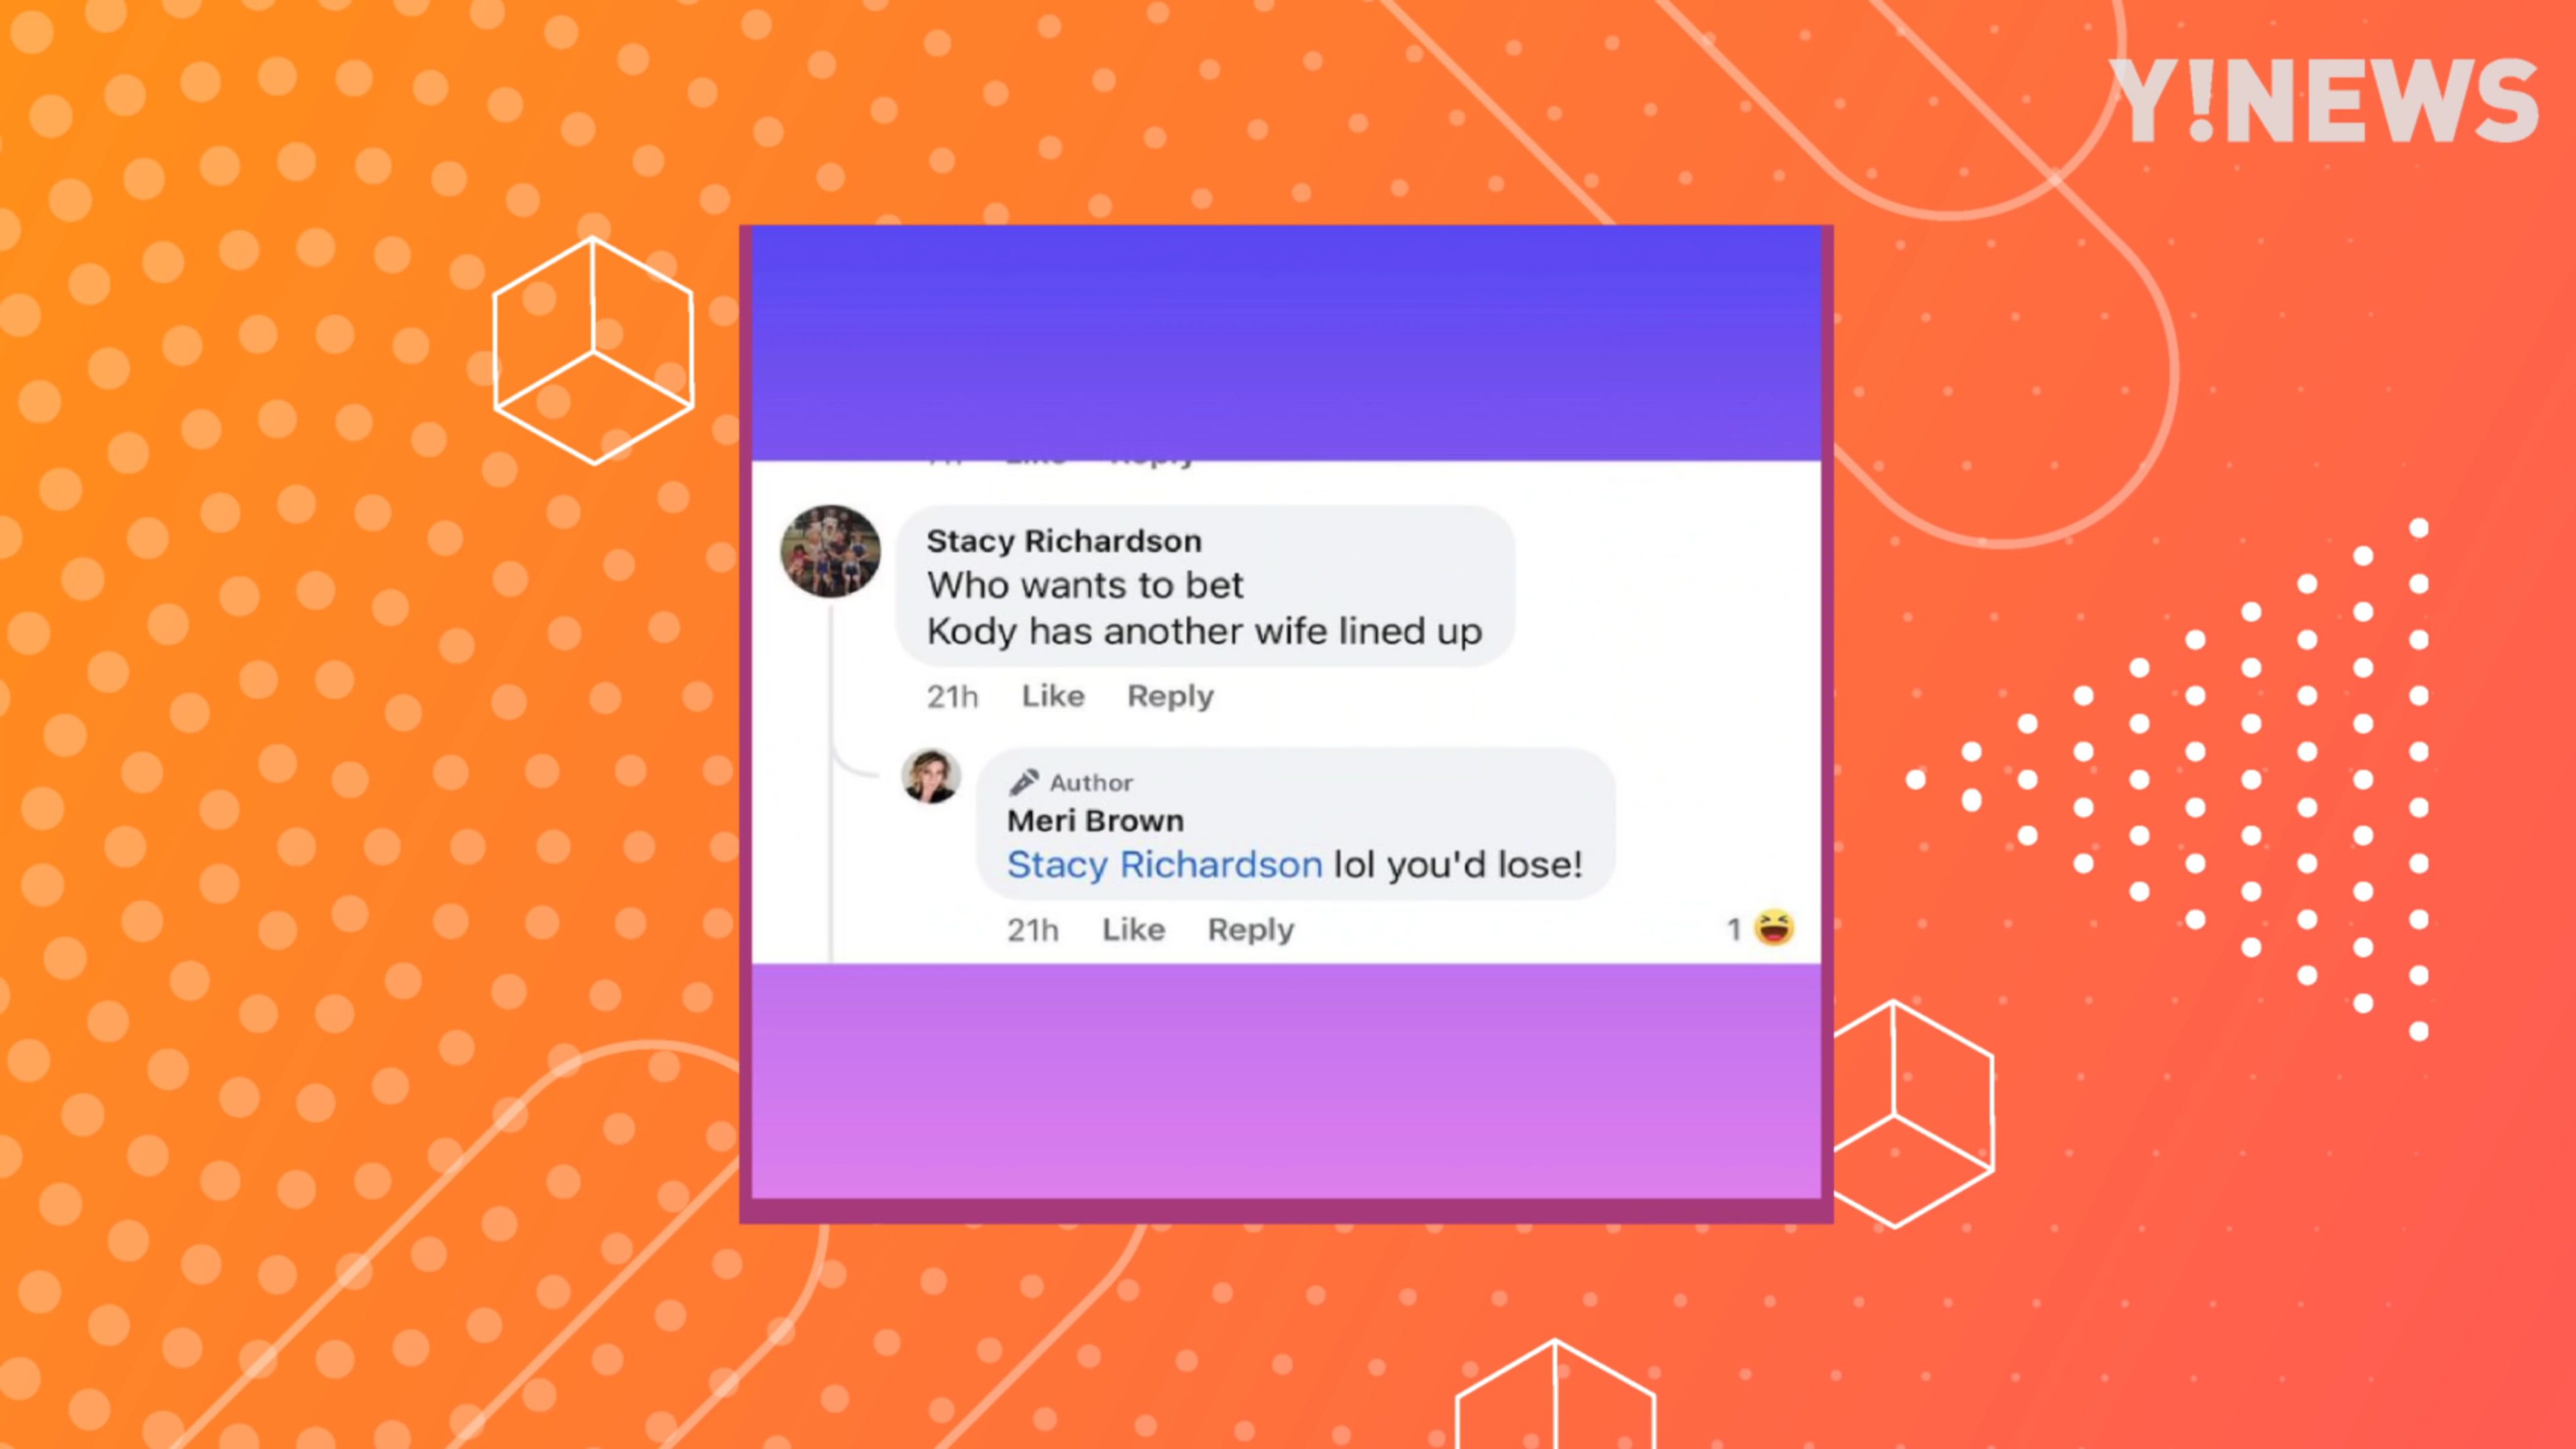 Y!NEWS
Stacy Richardson
Who wants to bet
Kody has another wife lined up
21h Like Reply
Author
Meri Brown
Stacy Richardson lol you'd lose!
21h Like Reply 1